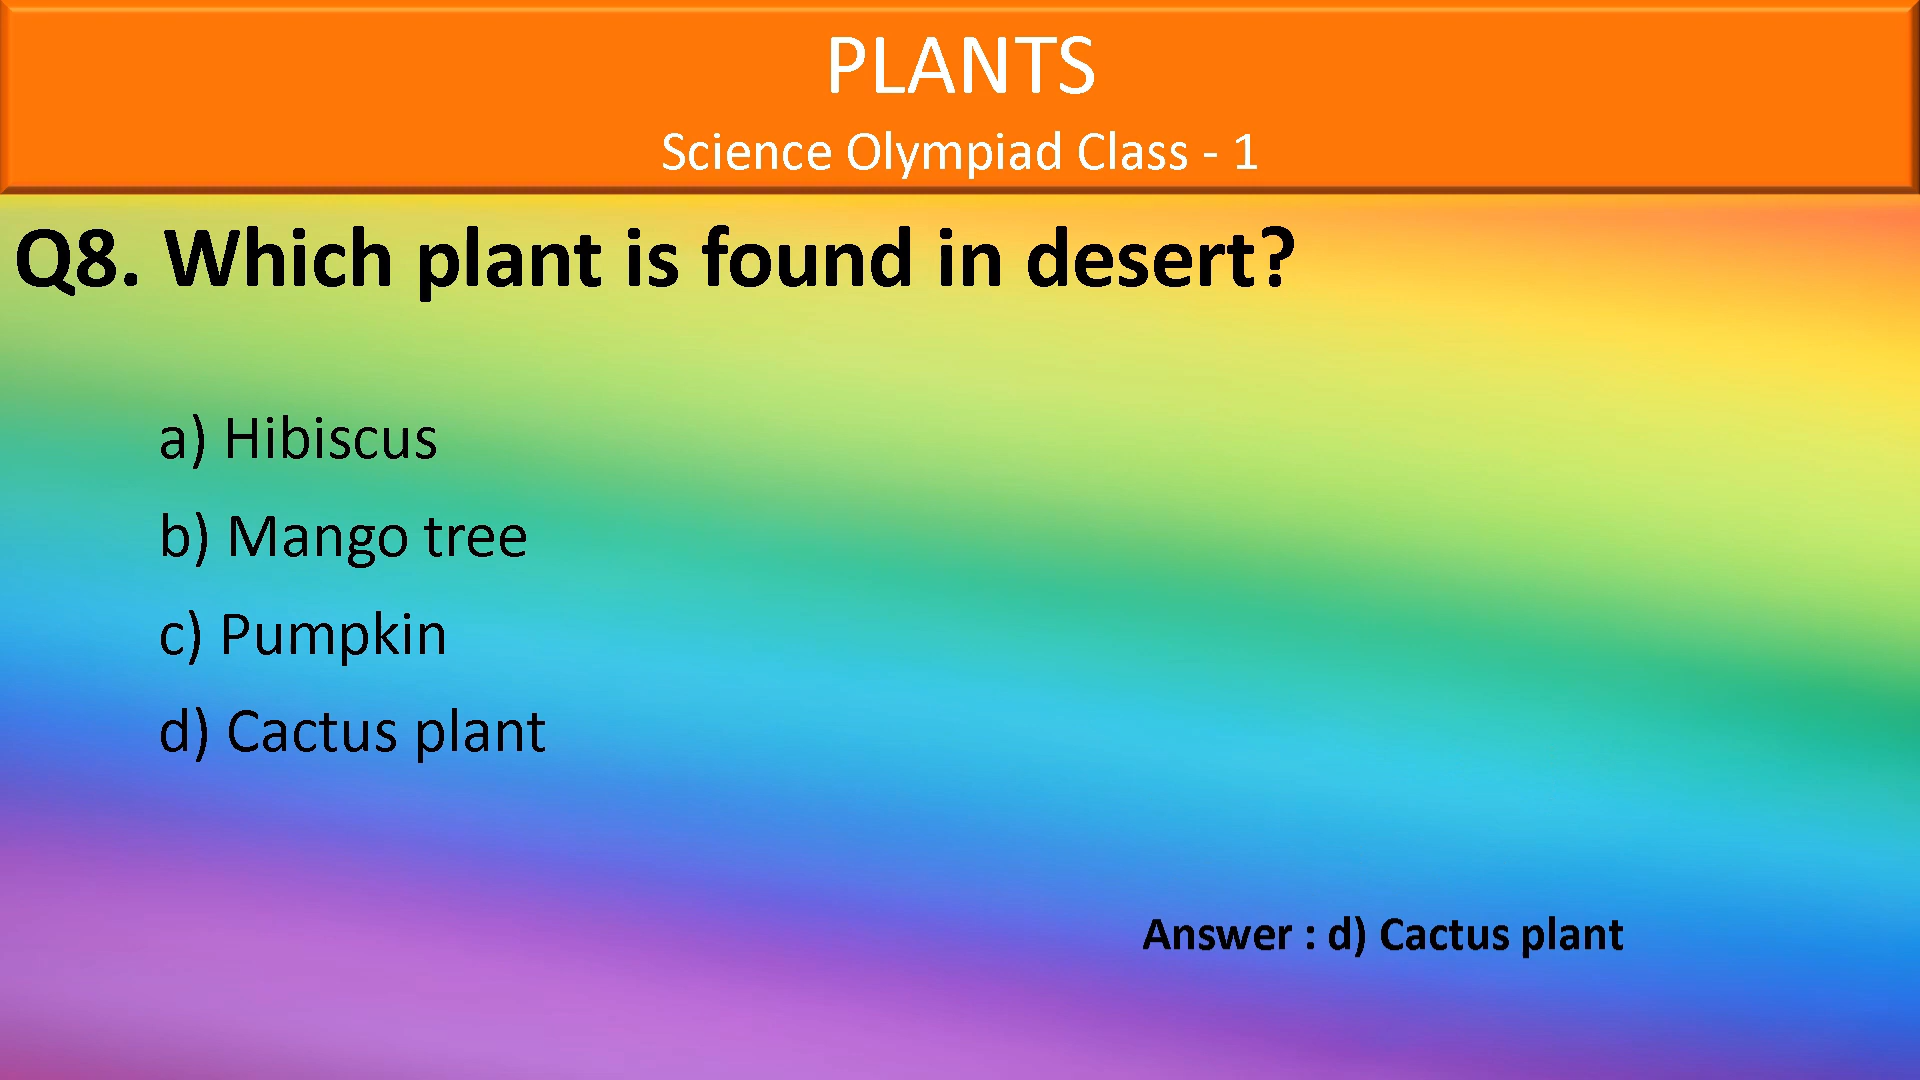 PLANTS
Science Olympiad Class - 1
Q8. Which plant is found in desert?
a) Hibiscus
b) Mango tree
c) Pumpkin
d) Cactus plant
Answer : d) Cactus plant